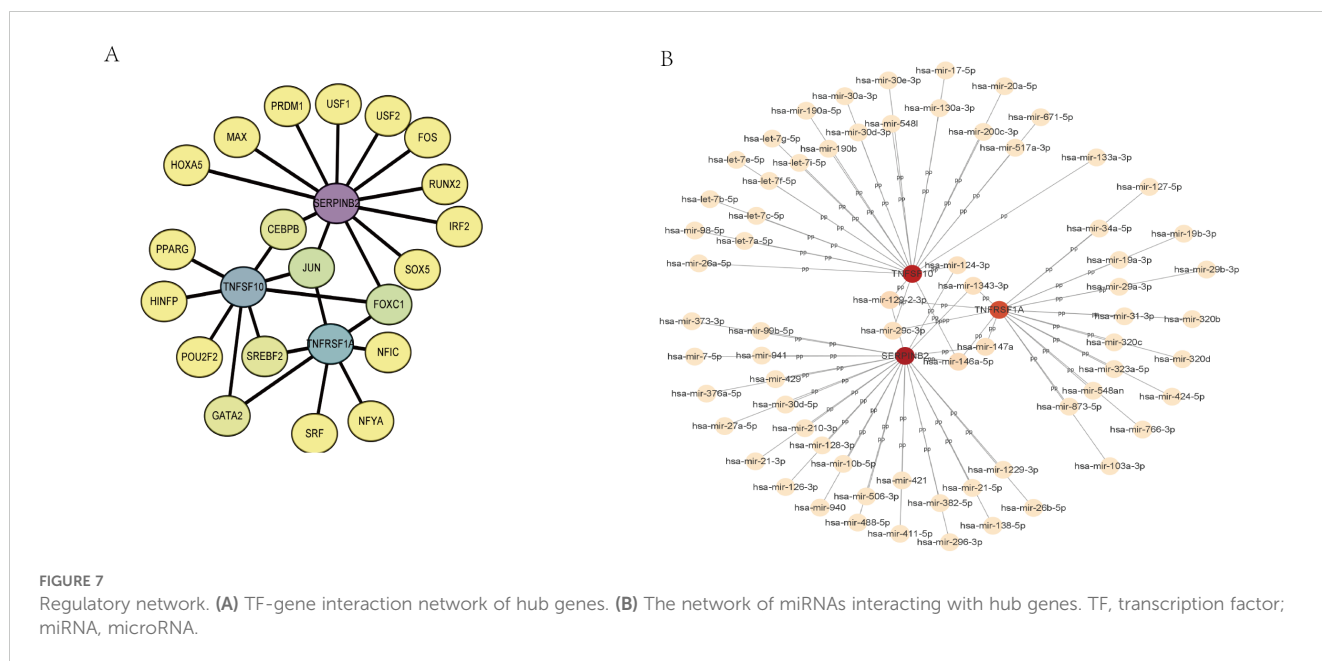 A
B
PRDM1
USF1
USF2
MAX
FOS
HOXA5
RUNX2
SERPINB2
IRF2
CEBPB
PPARG
JUN
SOX5
TNFSF10
HINFP
FOXC1
TNFRSF1A
POU2F2
SREBF2
NFIC
GATA2
SRF
NFYA
hsa-mir-17-5p
hsa-mir-30e-3p
hsa-mir-20a-5p
hsa-mir-30a-3p
hsa-mir-190a-5p
hsa-mir-130a-3p
hsa-mir-671-5p
hsa-mir-548l
hsa-mir-30d-3p
hsa-mir-200c-3p
hsa-let-7g-5p
hsa-mir-190b
hsa-mir-517a-3p
hsa-let-7e-5p
hsa-let-7i-5p
hsa-mir-133a-3p
hsa-let-7f-5p
hsa-mir-127-5p
hsa-let-7b-5p
hsa-let-7c-5p
hsa-mir-34a-5p
hsa-mir-98-5p
hsa-let-7a-5p
hsa-mir-19b-3p
hsa-mir-26a-5p
hsa-mir-124-3p
hsa-mir-19a-3p
hsa-mir-29b-3p
TNFSF10
hsa-mir-1343-3p
hsa-mir-29a-3p
hsa-mir-129-2-3p
TNFRSF1A
hsa-mir-31-3p
hsa-mir-320b
hsa-mir-373-3p
hsa-mir-99b-5p
hsa-mir-29c-3p
hsa-mir-320c
hsa-mir-7-5p
hsa-mir-941
SERPINB2
hsa-mir-147a
hsa-mir-146a-5p
hsa-mir-320d
hsa-mir-323a-5p
hsa-mir-429
hsa-mir-376a-5p
hsa-mir-548an
hsa-mir-424-5p
hsa-mir-30d-5p
hsa-mir-873-5p
hsa-mir-27a-5p
hsa-mir-210-3p
hsa-mir-766-3p
hsa-mir-128-3p
hsa-mir-21-3p
hsa-mir-10b-5p
hsa-mir-1229-3p
hsa-mir-103a-3p
hsa-mir-126-3p
hsa-mir-421
hsa-mir-21-5p
hsa-mir-506-3p
hsa-mir-382-5p
hsa-mir-26b-5p
hsa-mir-940
hsa-mir-488-5p
hsa-mir-138-5p
hsa-mir-411-5p
hsa-mir-296-3p
FIGURE 7
Regulatory network. (A) TF-gene interaction network of hub genes. (B) The network of miRNAs interacting with hub genes. TF, transcription factor;
miRNA, microRNA.